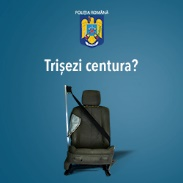 POLIȚIA ROMÂNĂ
Trișezi centura?